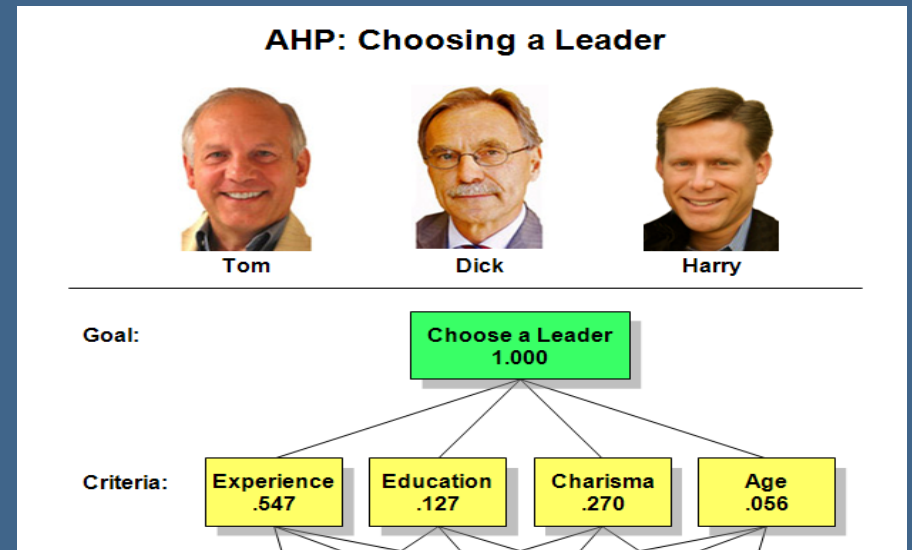 AHP: Choosing a Leader
Tom Dick Harry
Goal:
Choose a Leader
1.000
Criteria:
Experience
.547
Education
.127
Charisma
.270
Age
.056